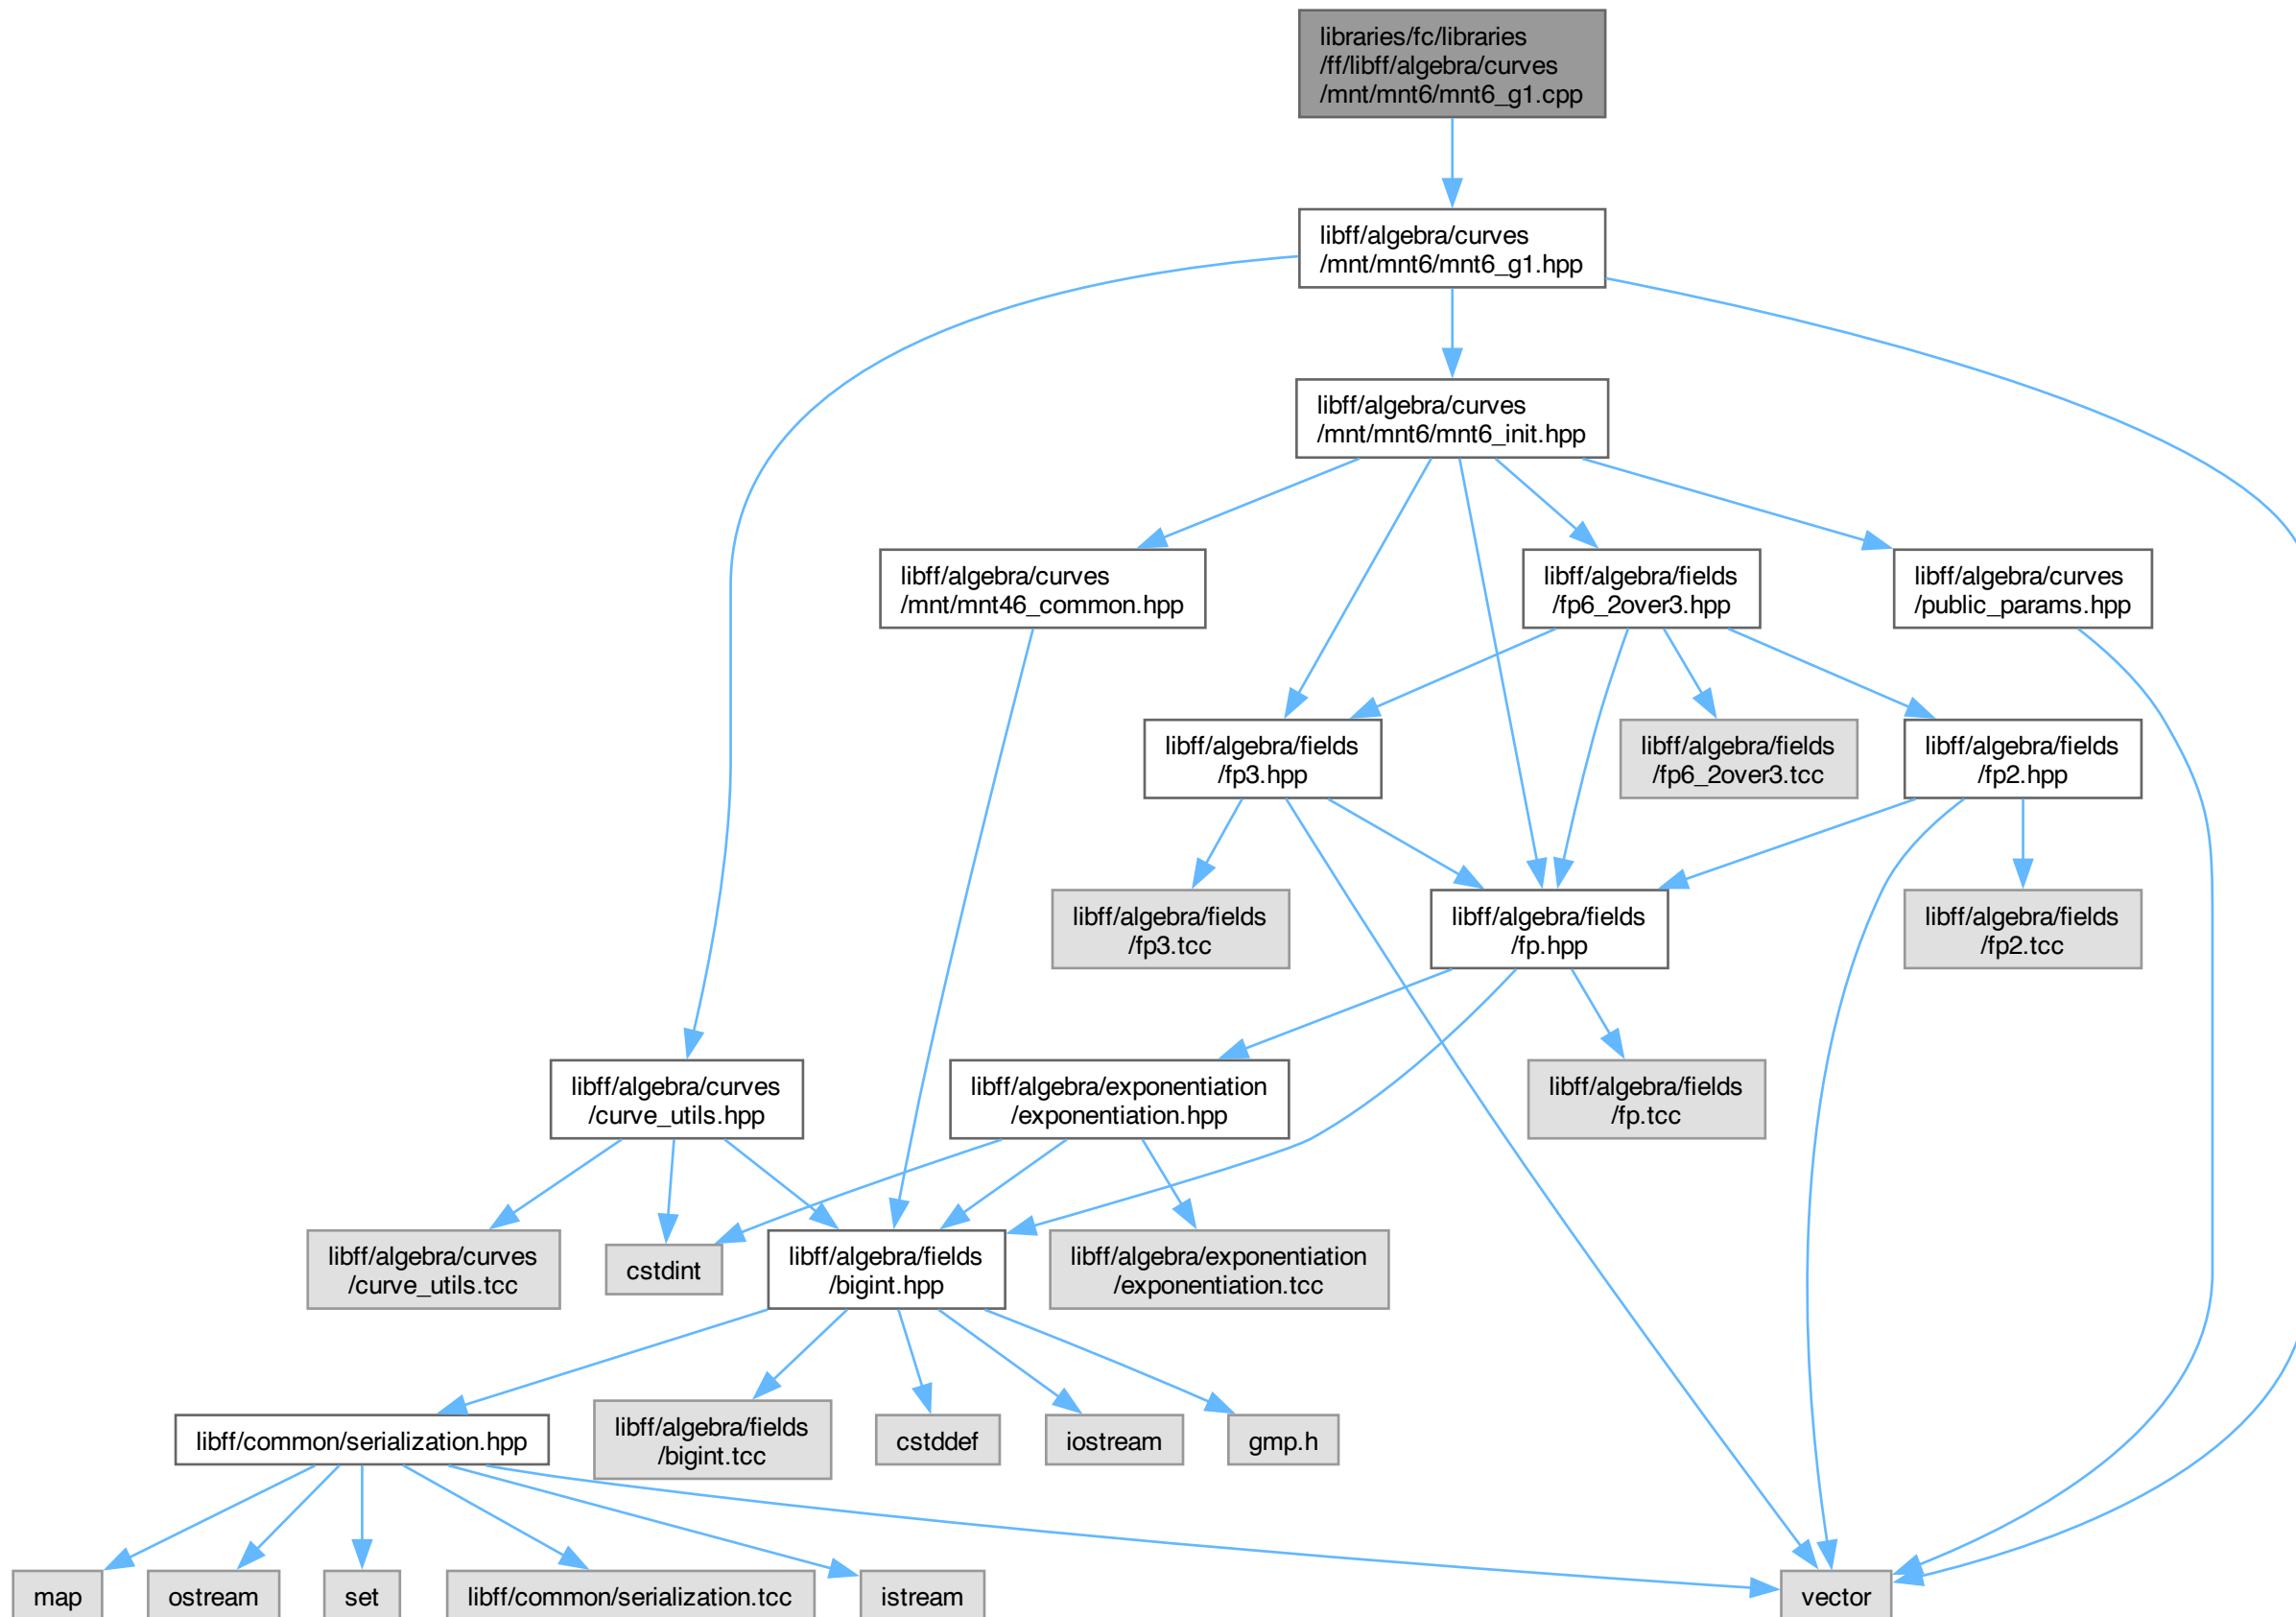 libraries/fc/libraries
/ff/libff/algebra/curves
/mnt/mnt6/mnt6_g1.cpp
libff/algebra/curves
/mnt/mnt6/mnt6_g1.hpp
libff/algebra/curves
/mnt/mnt6/mnt6_init.hpp
libff/algebra/curves
/mnt/mnt46_common.hpp
libff/algebra/fields
/fp6_2over3.hpp
libff/algebra/curves
/public_params.hpp
libff/algebra/fields
/fp3.hpp
libff/algebra/fields
/fp6_2over3.tcc
libff/algebra/fields
/fp2.hpp
libff/algebra/fields
/fp3.tcc
libff/algebra/fields
/fp.hpp
libff/algebra/fields
/fp2.tcc
libff/algebra/curves
/curve_utils.hpp
libff/algebra/exponentiation
/exponentiation.hpp
libff/algebra/fields
/fp.tcc
libff/algebra/curves
/curve_utils.tcc
cstdint
libff/algebra/fields
/bigint.hpp
libff/algebra/exponentiation
/exponentiation.tcc
libff/common/serialization.hpp
libff/algebra/fields
/bigint.tcc
cstddef
iostream
gmp.h
map
ostream
set
libff/common/serialization.tcc
istream
vector